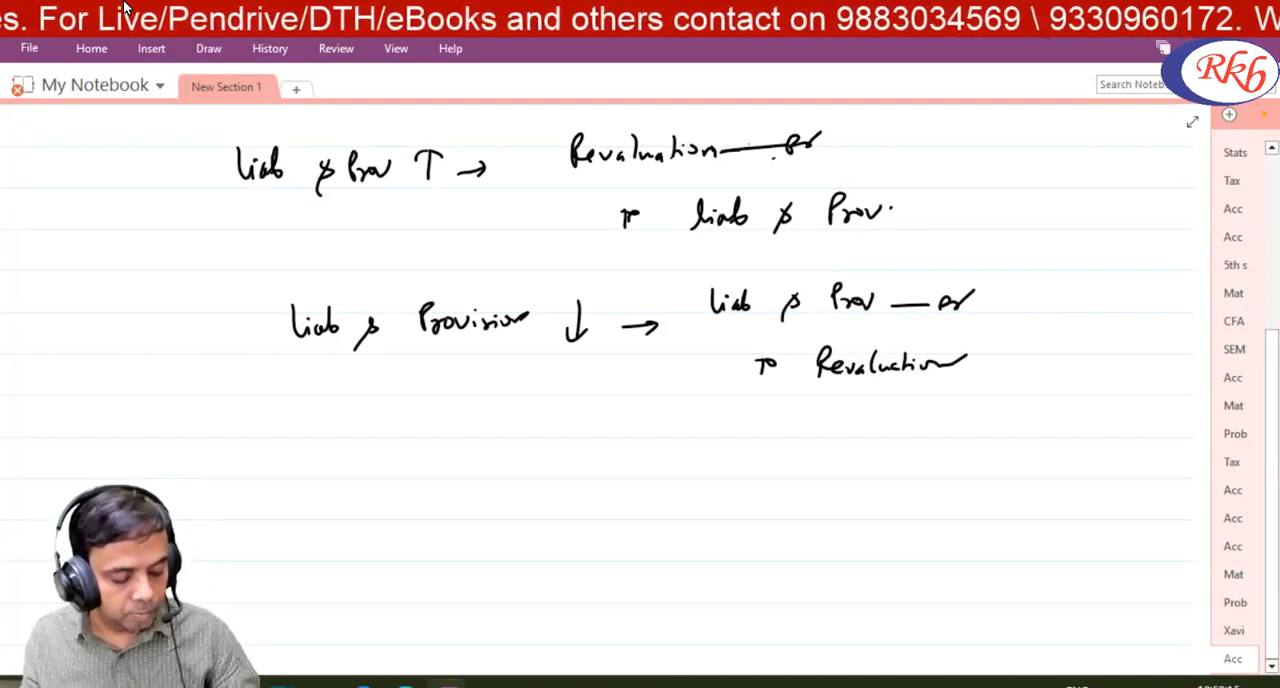 s. For Live/Pendrive/DTH/eBooks and others contact on 9883034569 \ 9330960172. W
File Home Insert Draw History Review View Help
Rkb
My Notebook New Section 1 + Search Noteb
Liab & Prov ↑ → Revaluation — Dr
To Liab & Prov.
Liab & Provision ↓ → Liab & Prov — Dr
To Revaluation
Stats
Tax
Acc
Acc
5th s
Mat
CFA
SEM
Acc
Mat
Prob
Tax
Acc
Acc
Acc
Mat
Prob
Xavi
Acc